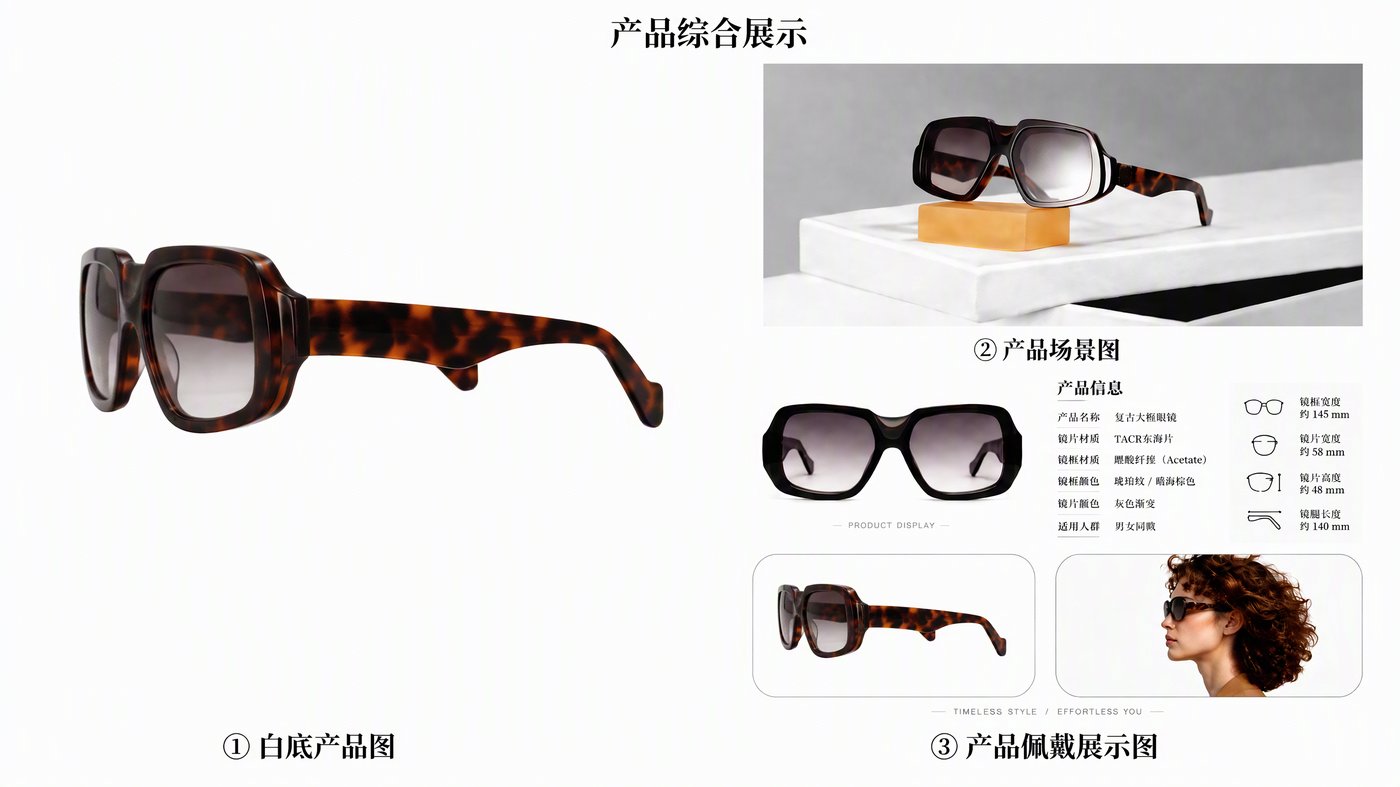 产品综合展示
① 白底产品图
② 产品场景图
PRODUCT DISPLAY
产品信息
产品名称 复古大框眼镜
镜片材质 TACR东海片
镜框材质 (Acetate)
镜框颜色 琥珀纹 / 暗海棕色
镜片颜色 灰色渐变
适用人群 男女同
镜框宽度
约 145 mm
镜片宽度
约 58 mm
镜片高度
约 48 mm
镜腿长度
约 140 mm
TIMELESS STYLE / EFFORTLESS YOU
③ 产品佩戴展示图